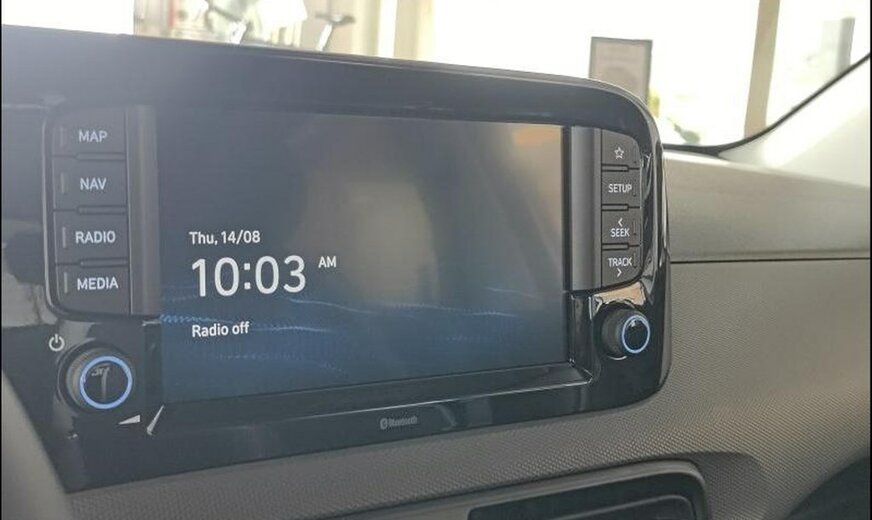 MAP
NAV
RADIO
MEDIA
Thu, 14/08
10:03 AM
Radio off
☆
SETUP
<
SEEK
TRACK
>
Bluetooth